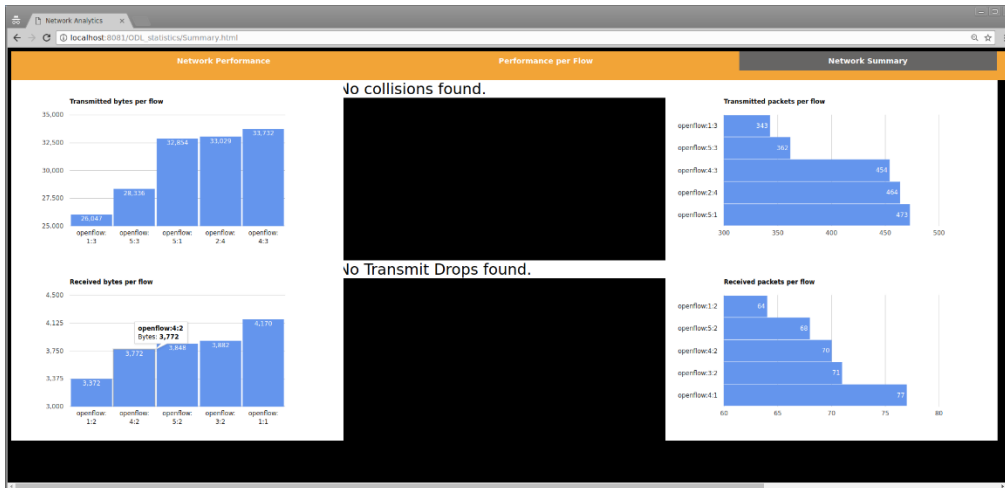 Network Analytics
localhost:8081/ODL_statistics/Summary.html
Network Performance
Performance per Flow
Network Summary
Transmitted bytes per flow
35,000
32,500
30,000
27,500
25,000
26,047
28,336
32,854
33,029
33,732
openflow: openflow: openflow: openflow: openflow:
1:3 5:3 5:1 2:4 4:3
No collisions found.
Transmitted packets per flow
openflow:1:3 343
openflow:5:3 362
openflow:4:3 454
openflow:2:4 464
openflow:5:1 473
300 350 400 450 500
Received bytes per flow
4,500
4,125
3,750
3,375
3,000
openflow:4:2
Bytes: 3,772
3,372
3,772
3,848
3,882
4,170
openflow: openflow: openflow: openflow: openflow:
1:2 4:2 5:2 3:2 1:1
No Transmit Drops found.
Received packets per flow
openflow:1:2 64
openflow:5:2 68
openflow:4:2 70
openflow:3:2 71
openflow:4:1 77
60 65 70 75 80